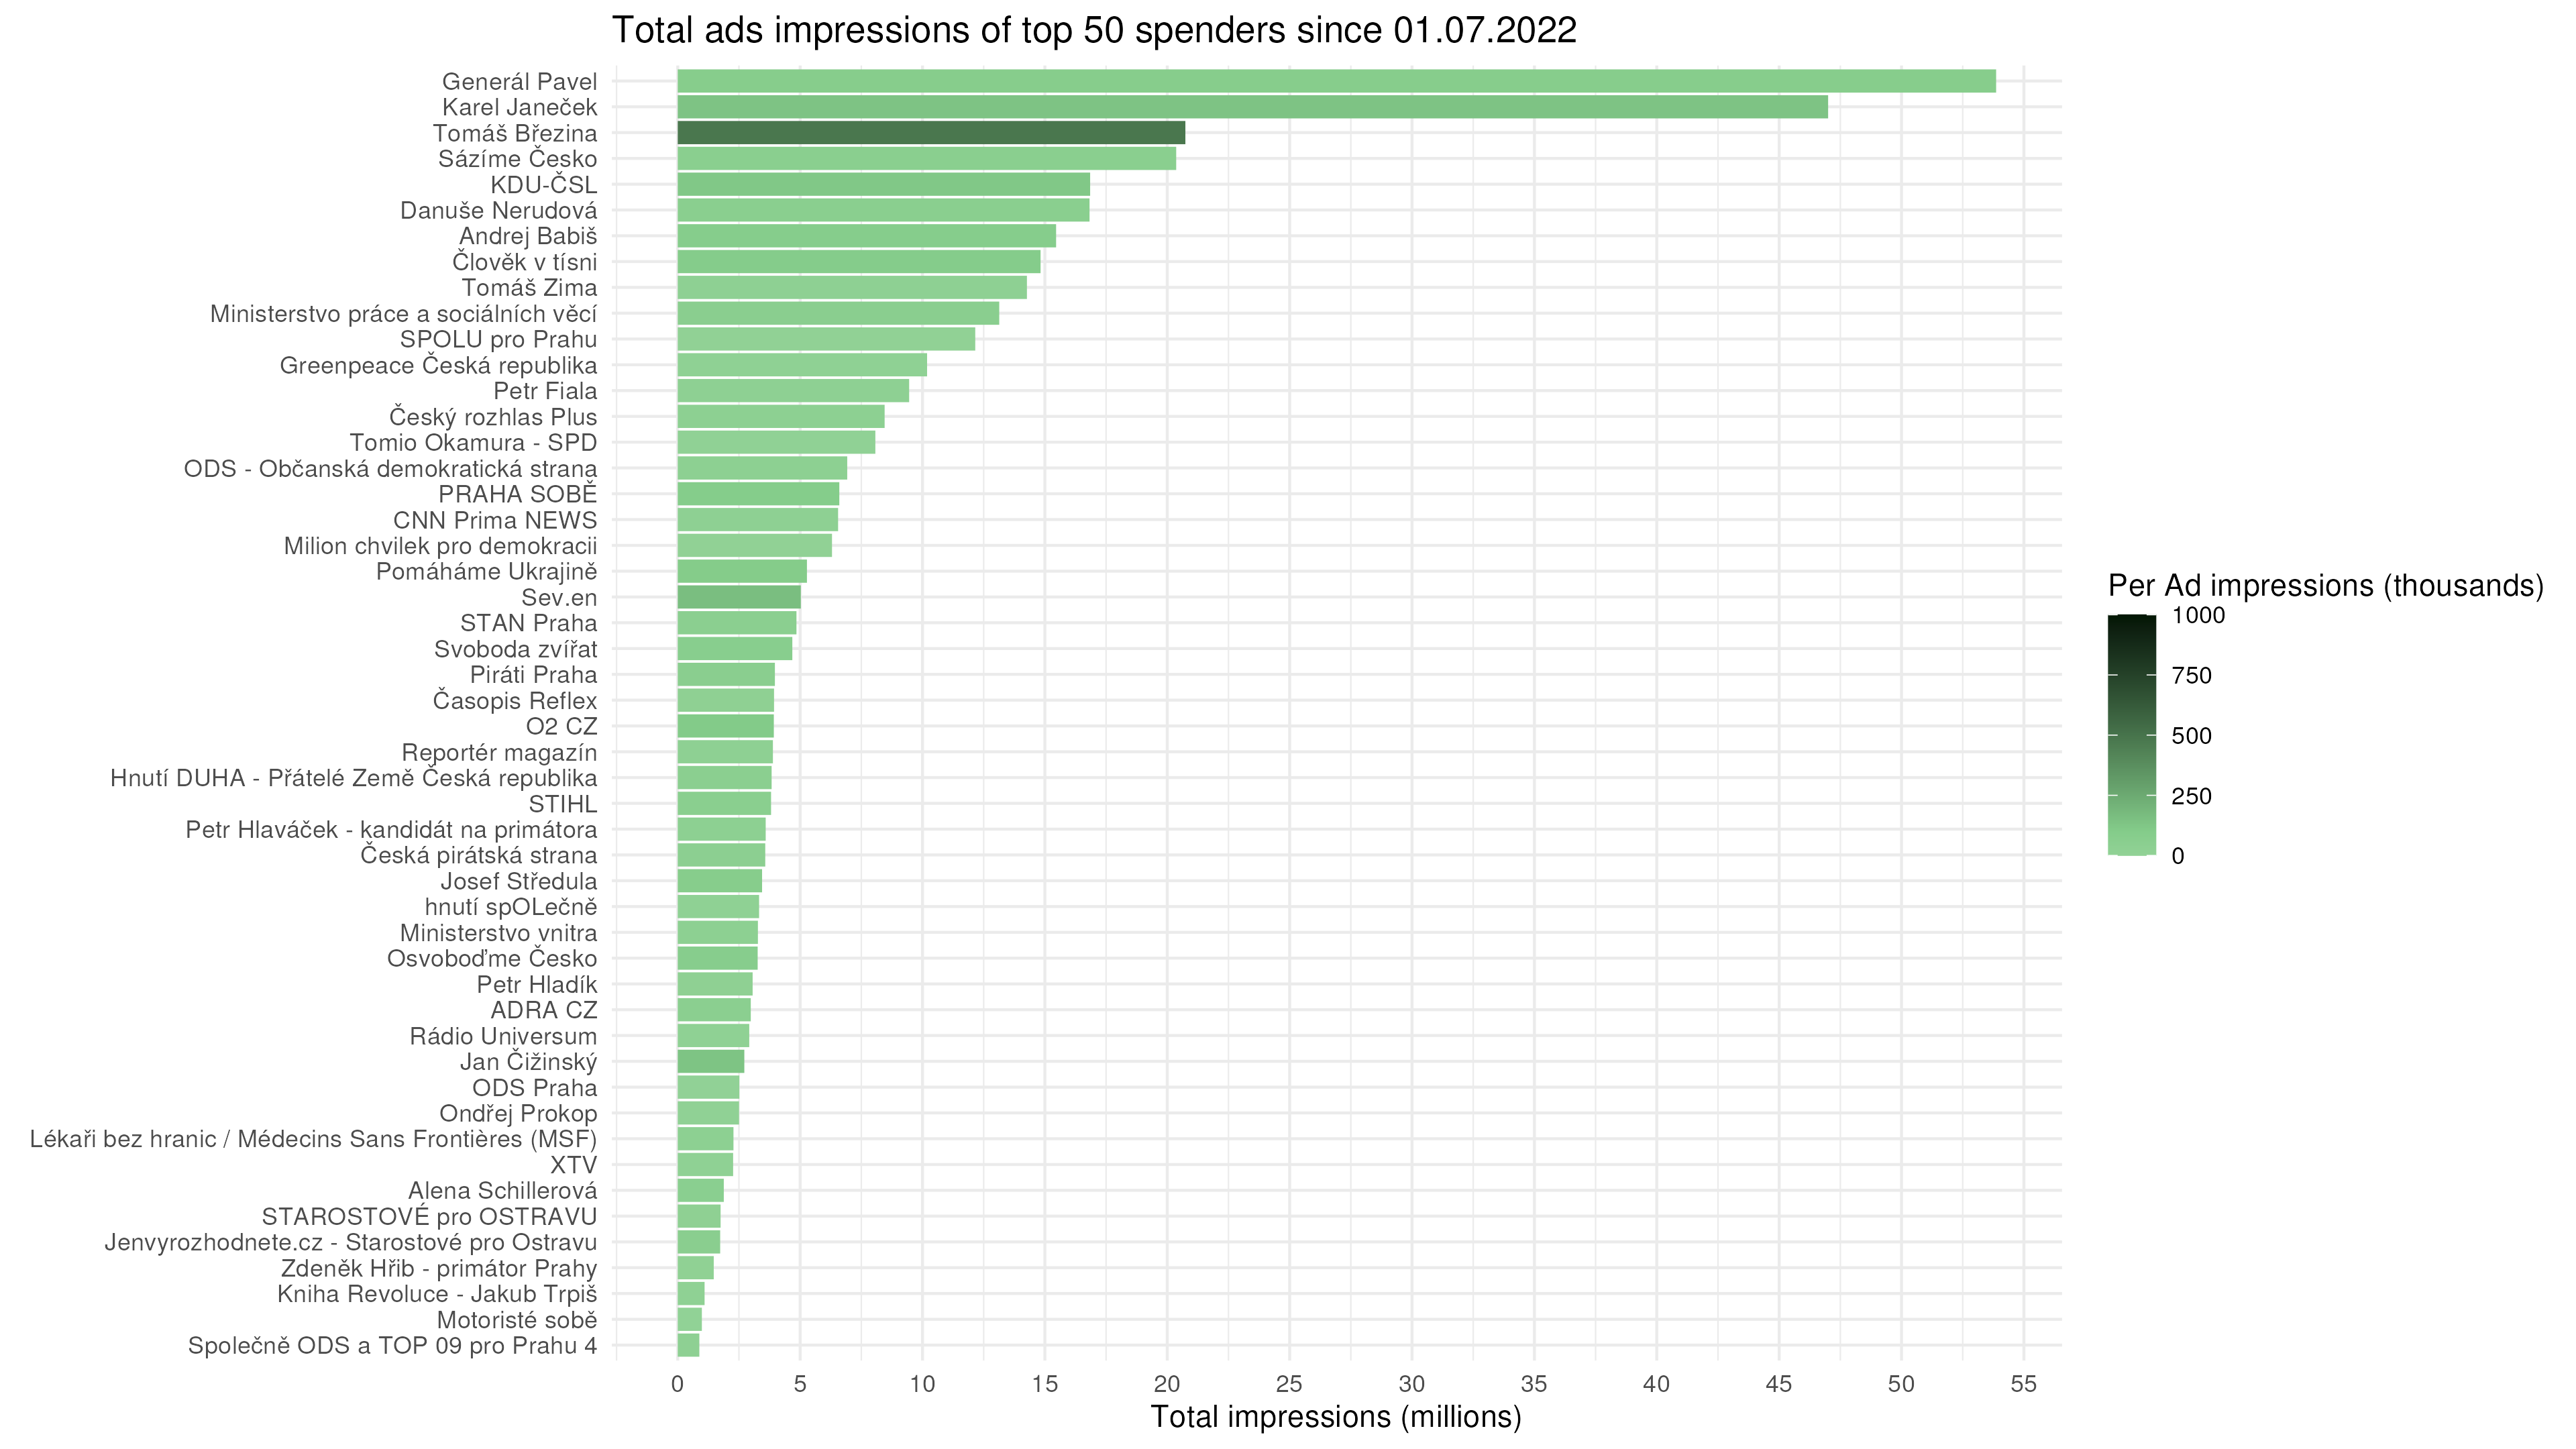 Total ads impressions of top 50 spenders since 01.07.2022
Generál Pavel
Karel Janeček
Tomáš Březina
Sázíme Česko
KDU-ČSL
Danuše Nerudová
Andrej Babiš
Člověk v tísni
Tomáš Zima
Ministerstvo práce a sociálních věcí
SPOLU pro Prahu
Greenpeace Česká republika
Petr Fiala
Český rozhlas Plus
Tomio Okamura - SPD
ODS - Občanská demokratická strana
PRAHA SOBĚ
CNN Prima NEWS
Milion chvilek pro demokracii
Pomáháme Ukrajině
Sev.en
STAN Praha
Svoboda zvířat
Piráti Praha
Časopis Reflex
O2 CZ
Reportér magazín
Hnutí DUHA - Přátelé Země Česká republika
STIHL
Petr Hlaváček - kandidát na primátora
Česká pirátská strana
Josef Středula
hnutí spOLečně
Ministerstvo vnitra
Osvoboďme Česko
Petr Hladík
ADRA CZ
Rádio Universum
Jan Čižinský
ODS Praha
Ondřej Prokop
Lékaři bez hranic / Médecins Sans Frontières (MSF)
XTV
Alena Schillerová
STAROSTOVÉ pro OSTRAVU
Jenvyrozhodnete.cz - Starostové pro Ostravu
Zdeněk Hřib - primátor Prahy
Kniha Revoluce - Jakub Trpiš
Motoristé sobě
Společně ODS a TOP 09 pro Prahu 4
0 5 10 15 20 25 30 35 40 45 50 55
Total impressions (millions)
Per Ad impressions (thousands)
1000
750
500
250
0